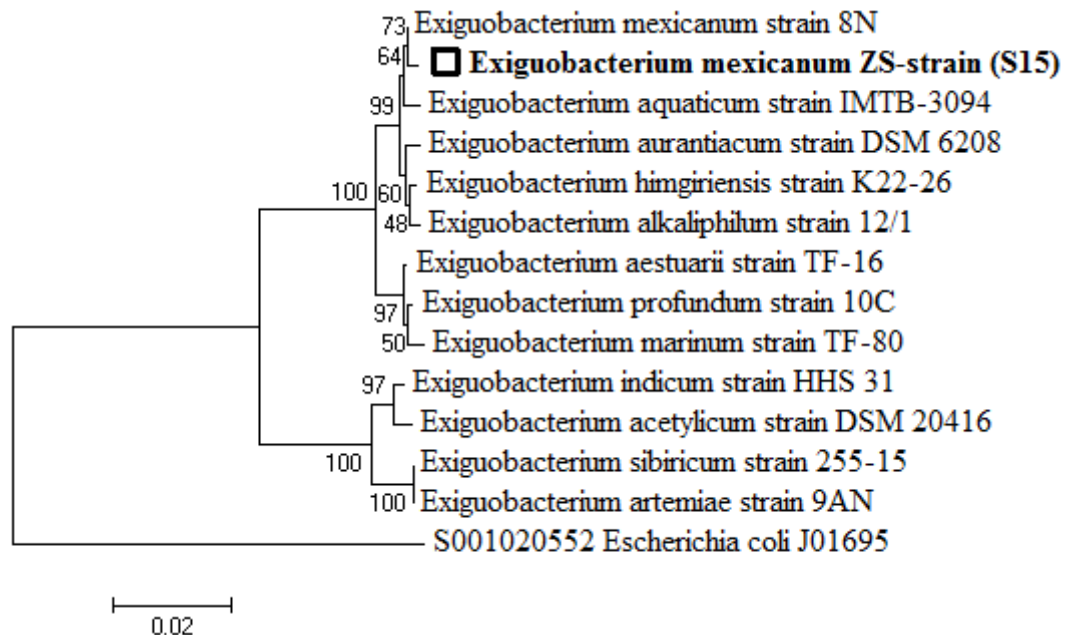 73 Exiguobacterium mexicanum strain 8N
64 Exiguobacterium mexicanum ZS-strain (S15)
99 Exiguobacterium aquaticum strain IMTB-3094
Exiguobacterium aurantiacum strain DSM 6208
100 60 Exiguobacterium himgiriensis strain K22-26
48 Exiguobacterium alkaliphilum strain 12/1
Exiguobacterium aestuarii strain TF-16
97 Exiguobacterium profundum strain 10C
50 Exiguobacterium marinum strain TF-80
97 Exiguobacterium indicum strain HHS 31
Exiguobacterium acetylicum strain DSM 20416
100 Exiguobacterium sibiricum strain 255-15
100 Exiguobacterium artemiae strain 9AN
S001020552 Escherichia coli J01695
0.02